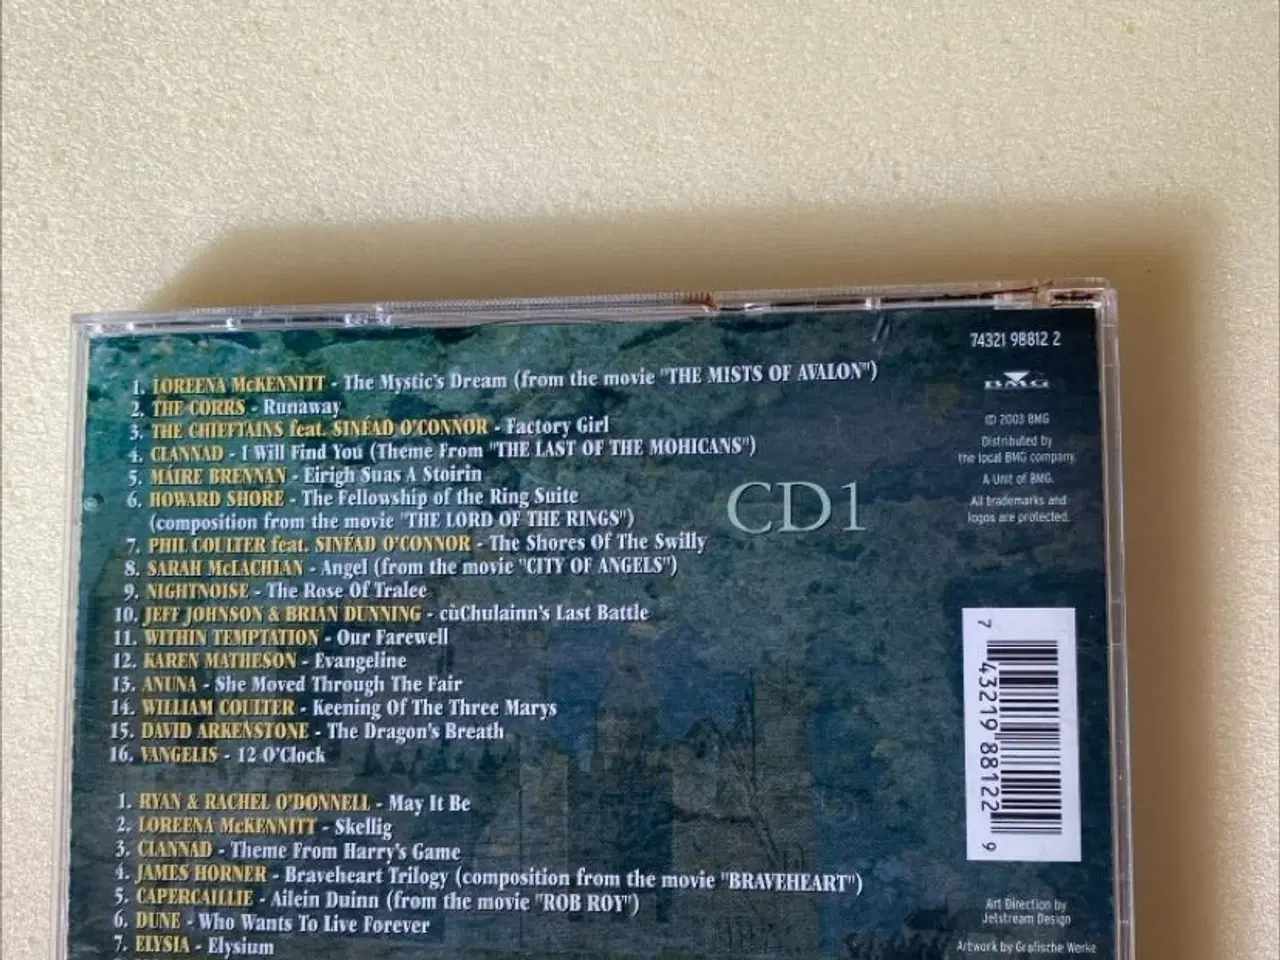 1. LOREENA McKENNITT - The Mystic's Dream (from the movie "THE MISTS OF AVALON")
2. THE CORRS - Runaway
3. THE CHIEFTAINS feat. SINÉAD O'CONNOR - Factory Girl
4. CLANNAD - I Will Find You (Theme From "THE LAST OF THE MOHICANS")
5. MÁIRE BRENNAN - Eirigh Suas A Stoirin
6. HOWARD SHORE - The Fellowship of the Ring Suite
(composition from the movie "THE LORD OF THE RINGS")
7. PHIL COULTER feat. SINÉAD O'CONNOR - The Shores Of The Swilly
8. SARAH McLACHLAN - Angel (from the movie "CITY OF ANGELS")
9. NIGHTNOISE - The Rose Of Tralee
10. JEFF JOHNSON & BRIAN DUNNING - cùChulainn's Last Battle
11. WITHIN TEMPTATION - Our Farewell
12. KAREN MATHESON - Evangeline
13. ANUNA - She Moved Through The Fair
14. WILLIAM COULTER - Keening Of The Three Marys
15. DAVID ARKENSTONE - The Dragon's Breath
16. VANGELIS - 12 O'Clock
CD1
1. RYAN & RACHEL O'DONNELL - May It Be
2. LOREENA McKENNITT - Skellig
3. CLANNAD - Theme From Harry's Game
4. JAMES HORNER - Braveheart Trilogy (composition from the movie "BRAVEHEART")
5. CAPERCAILLIE - Ailein Duinn (from the movie "ROB ROY")
6. DUNE - Who Wants To Live Forever
7. ELYSIA - Elysium
74321 98812 2
BMG
© 2003 BMG
Distributed by
the local BMG company.
A Unit of BMG.
All trademarks and
logos are protected.
7 43219 88122 9
Art Direction by
Jetstream Design
Artwork by Grafische Werke